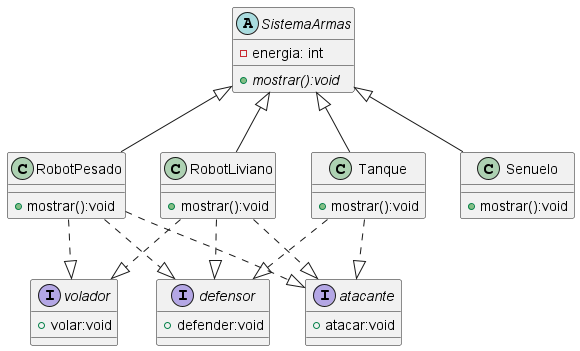 A SistemaArmas
energia: int
mostrar():void
C RobotPesado
mostrar():void
C RobotLiviano
mostrar():void
C Tanque
mostrar():void
C Senuelo
mostrar():void
I volador
volar:void
I defensor
defender:void
I atacante
atacar:void